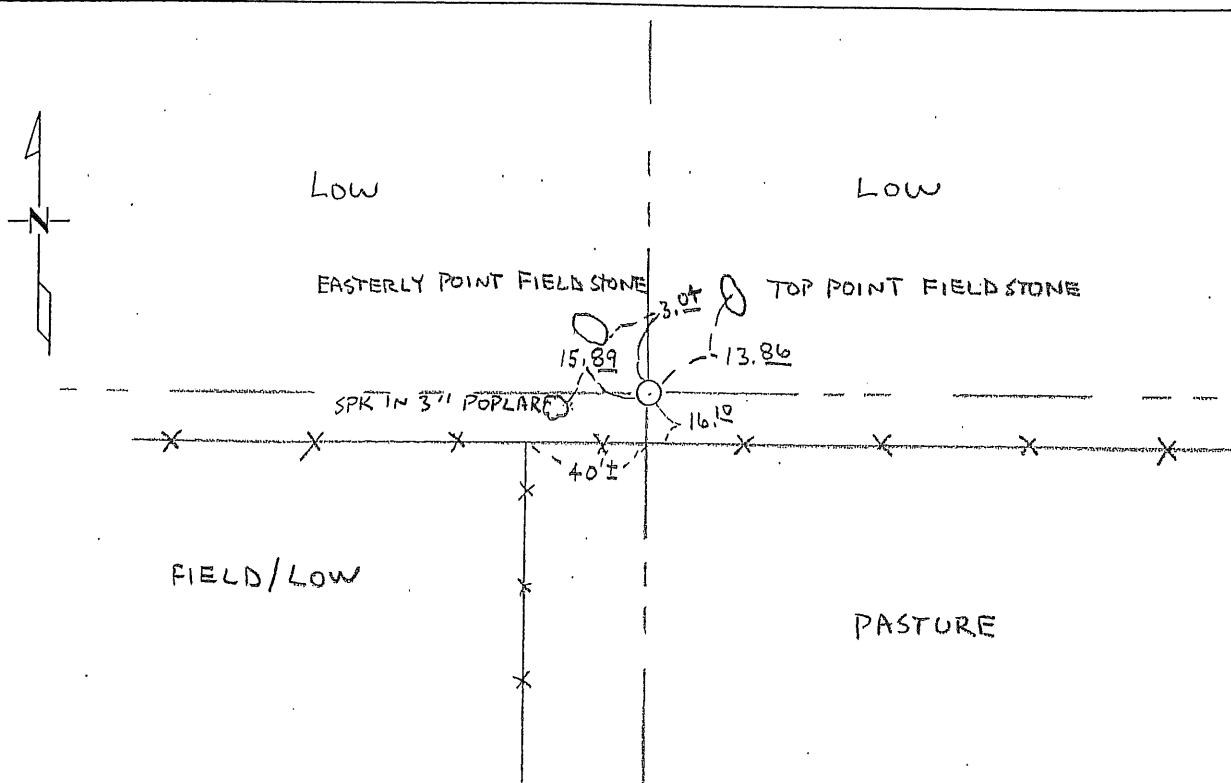 LOW LOW
N
EASTERLY POINT FIELDSTONE TOP POINT FIELDSTONE
3.04
15.89 13.86
SPK IN 3" POPLAR
16.10
40'±
FIELD/LOW
PASTURE